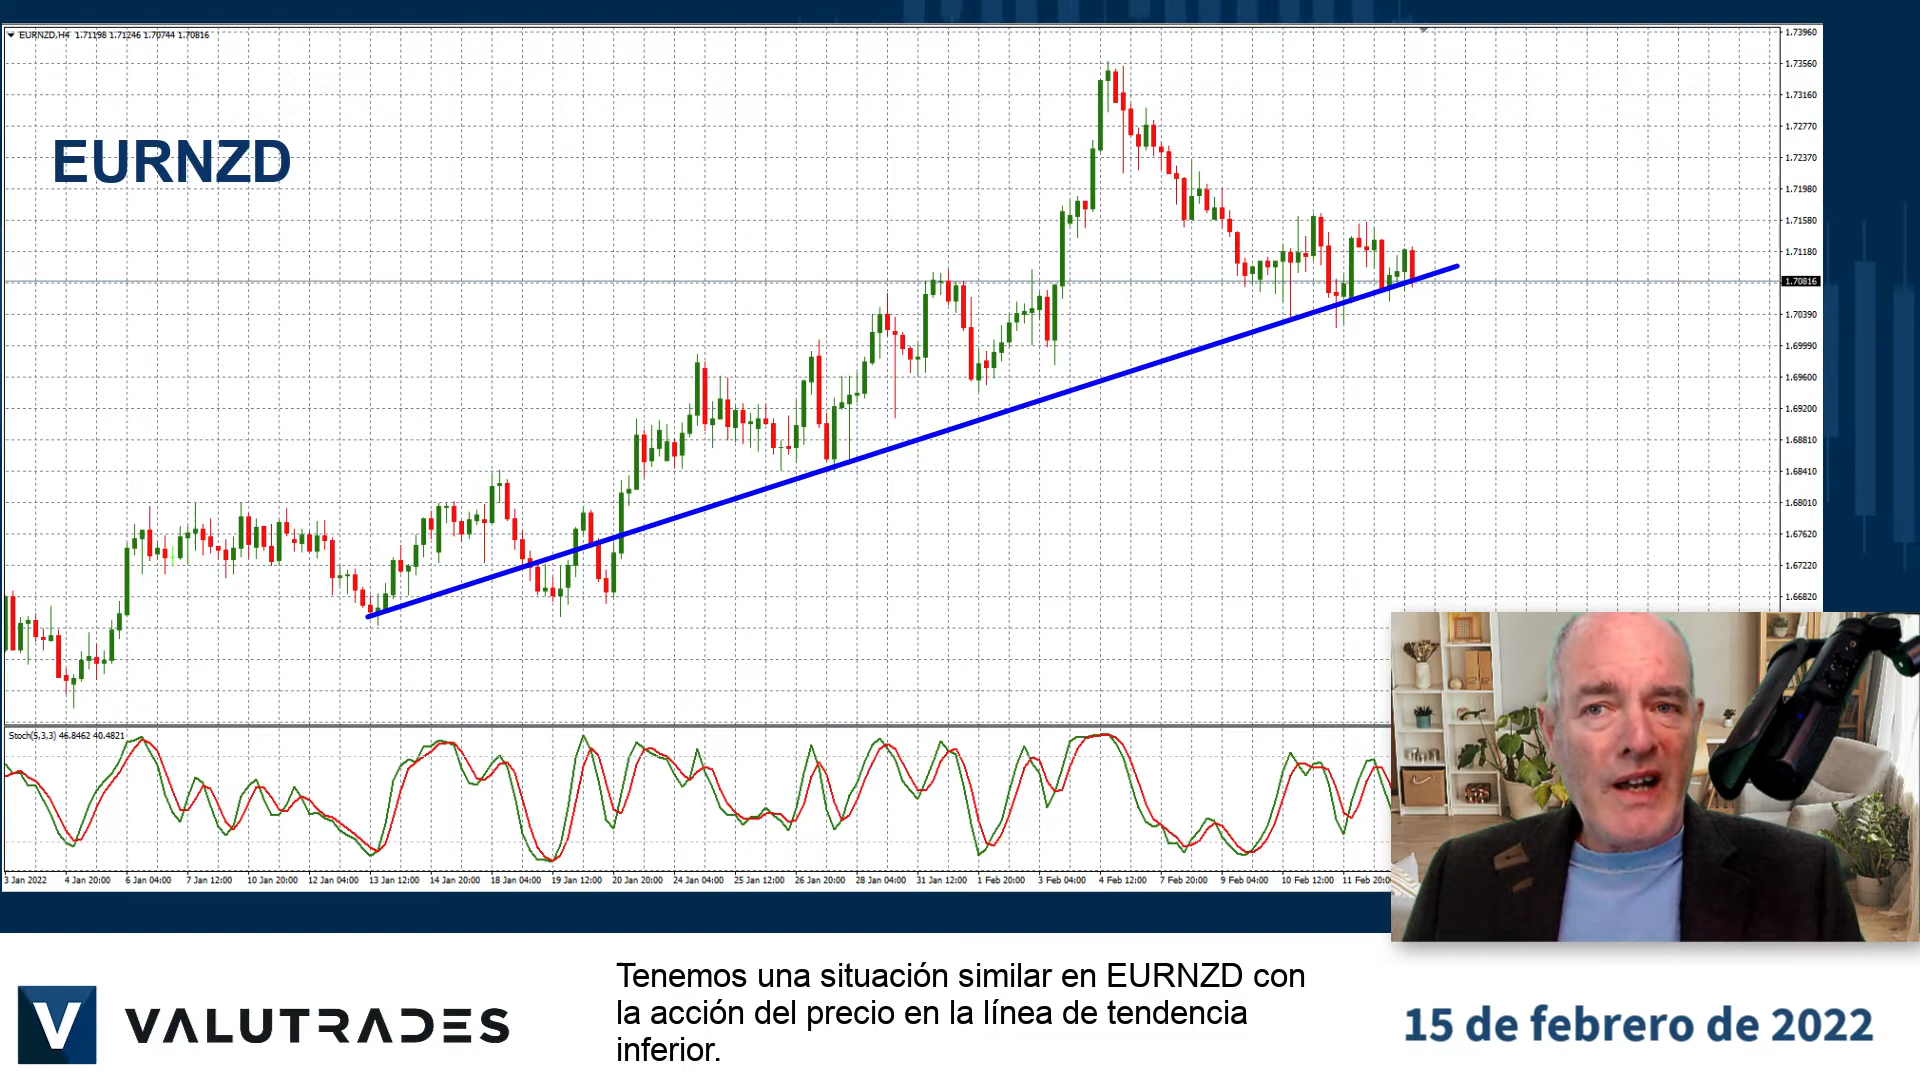 EURNZD,H4 1.71198 1.71246 1.70744 1.70816
EURNZD
1.73960
1.73560
1.73160
1.72770
1.72370
1.71980
1.71580
1.71180
1.70816
1.70390
1.69990
1.69600
1.69200
1.68810
1.68410
1.68010
1.67620
1.67220
1.66820
Stoch(5,3,3) 46.8462 40.4821
3 Jan 2022 4 Jan 20:00 6 Jan 04:00 7 Jan 12:00 10 Jan 20:00 12 Jan 04:00 13 Jan 12:00 14 Jan 20:00 18 Jan 04:00 19 Jan 12:00 20 Jan 20:00 24 Jan 04:00 25 Jan 12:00 26 Jan 20:00 28 Jan 04:00 31 Jan 12:00 1 Feb 20:00 3 Feb 04:00 4 Feb 12:00 7 Feb 20:00 9 Feb 04:00 10 Feb 12:00 11 Feb 20:00
V VALUTRADES
Tenemos una situación similar en EURNZD con
la acción del precio en la línea de tendencia
inferior.
15 de febrero de 2022